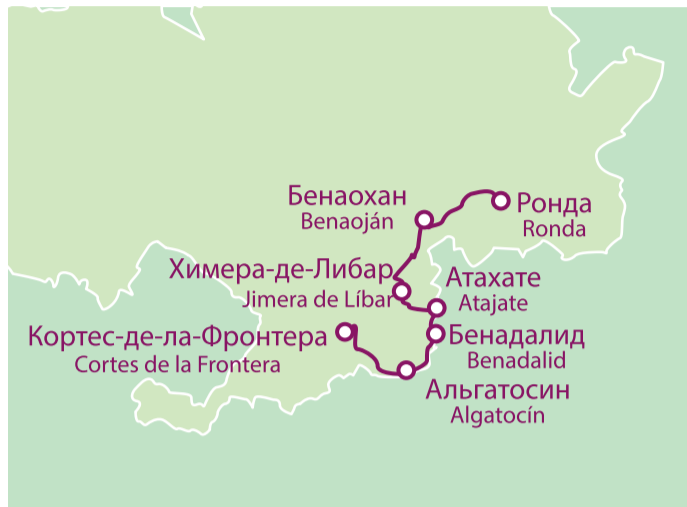 Бенаохан
Benaoján
Ронда
Ronda
Химера-де-Либар
Jimera de Líbar
Атахате
Atajate
Кортес-де-ла-Фронтера
Cortes de la Frontera
Бенадалид
Benadalid
Альгатосин
Algatocín